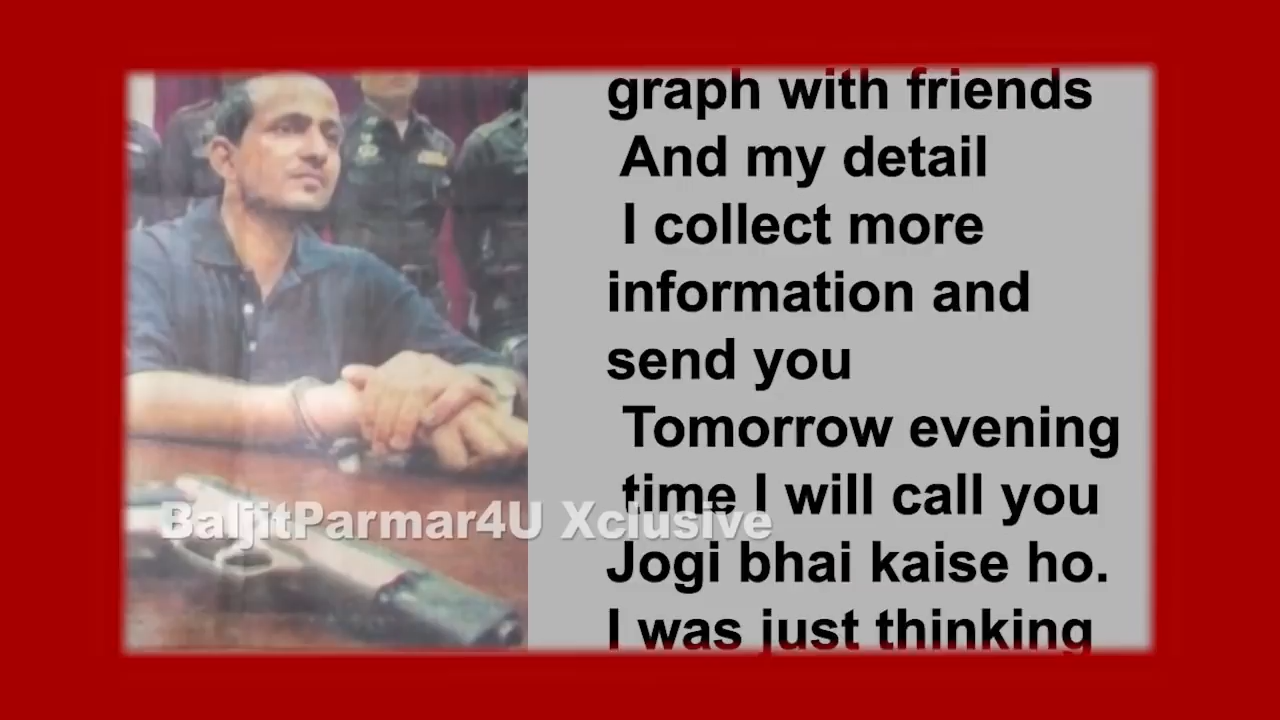 graph with friends
And my detail
I collect more
information and
send you
Tomorrow evening
time I will call you
BaljitParmar4U Xclusive
Jogi bhai kaise ho.
I was just thinking